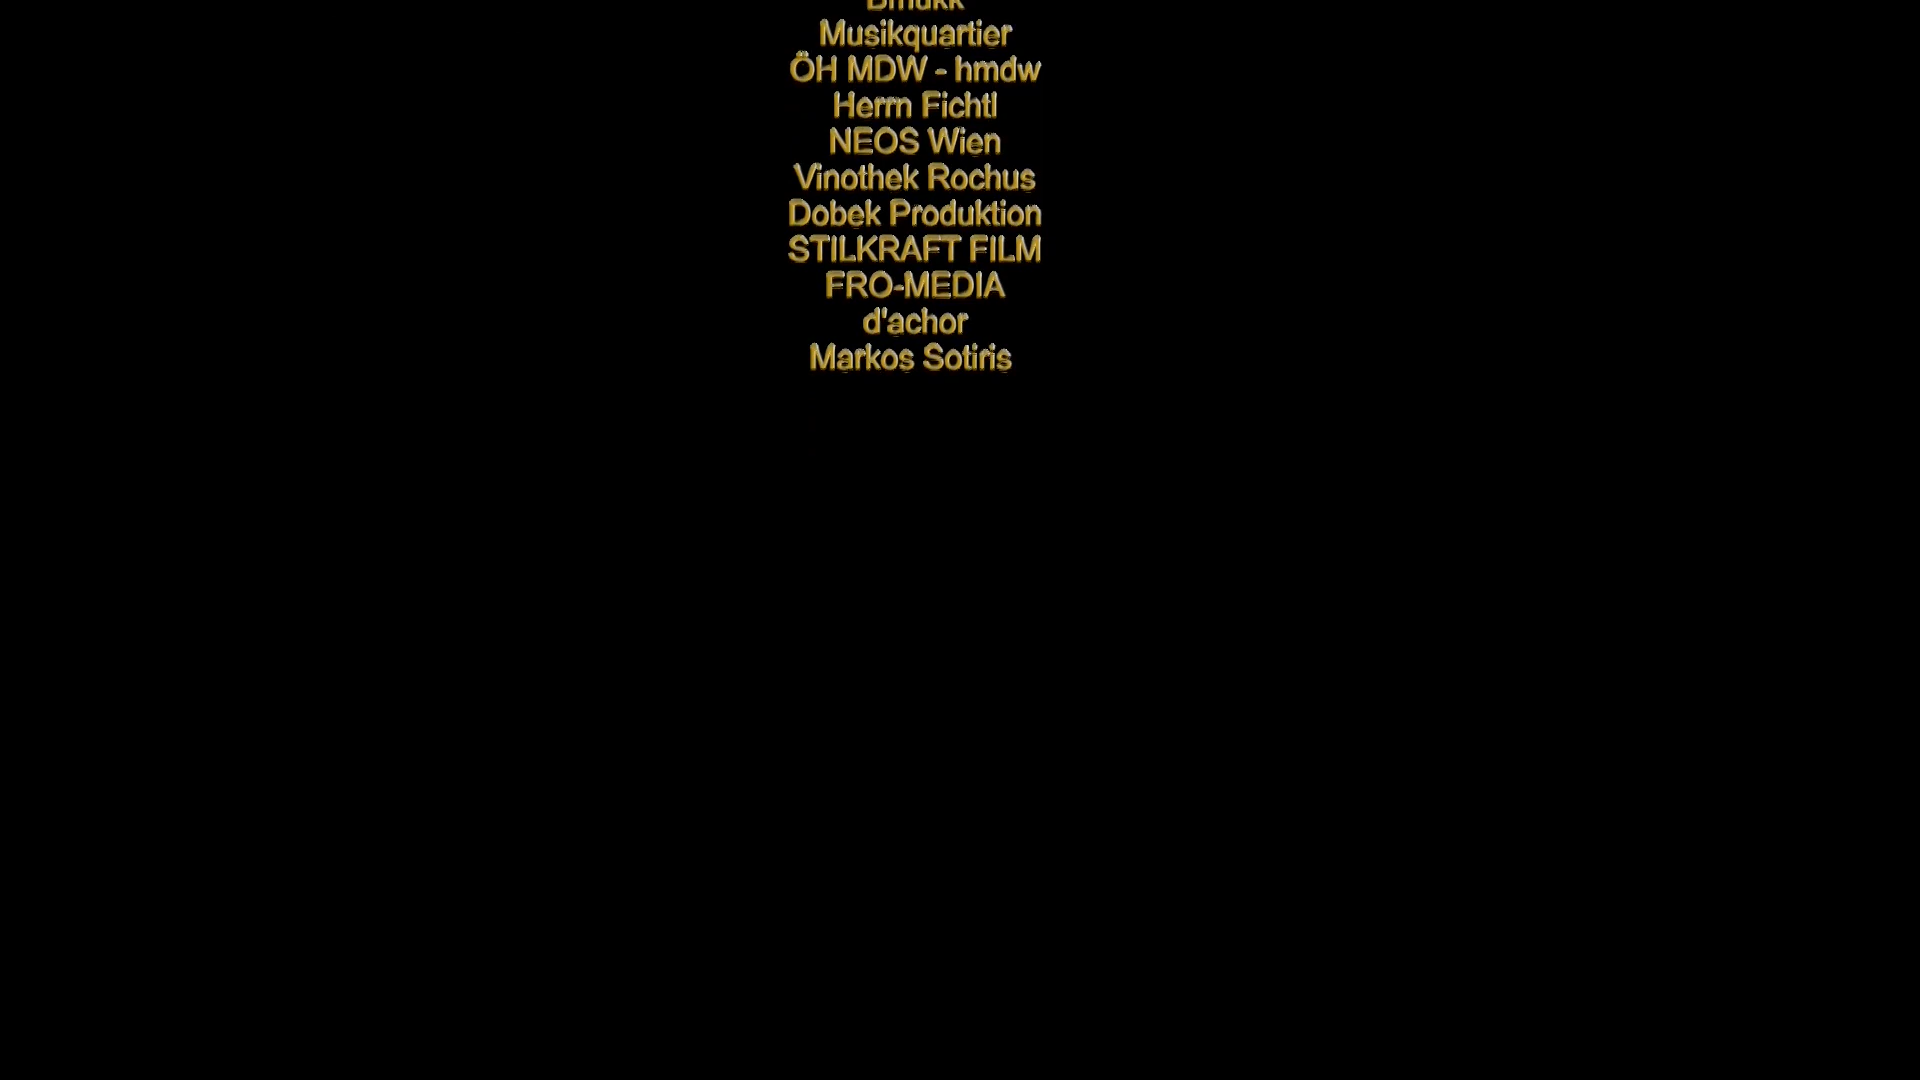 Bmukk
Musikquartier
ÖH MDW - hmdw
Herrn Fichtl
NEOS Wien
Vinothek Rochus
Dobek Produktion
STILKRAFT FILM
FRO-MEDIA
d'achor
Markos Sotiris